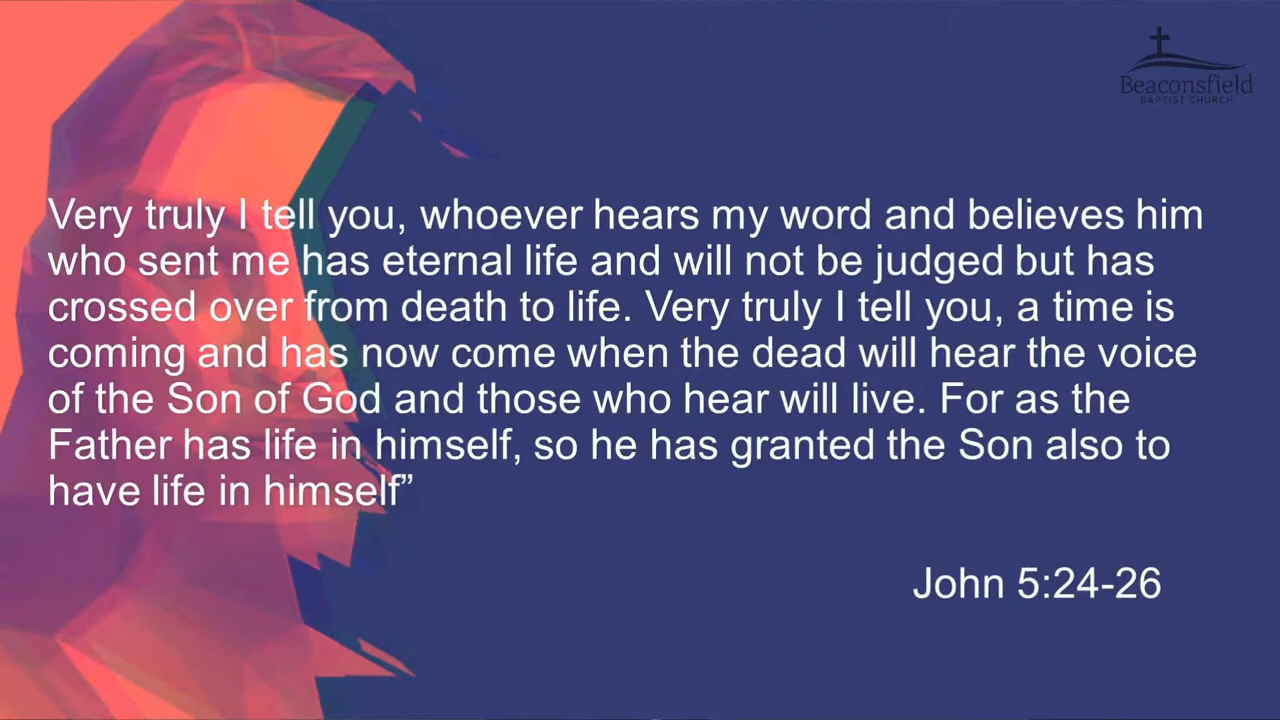 Beaconsfield
BAPTIST CHURCH
Very truly I tell you, whoever hears my word and believes him
who sent me has eternal life and will not be judged but has
crossed over from death to life. Very truly I tell you, a time is
coming and has now come when the dead will hear the voice
of the Son of God and those who hear will live. For as the
Father has life in himself, so he has granted the Son also to
have life in himself”
John 5:24-26